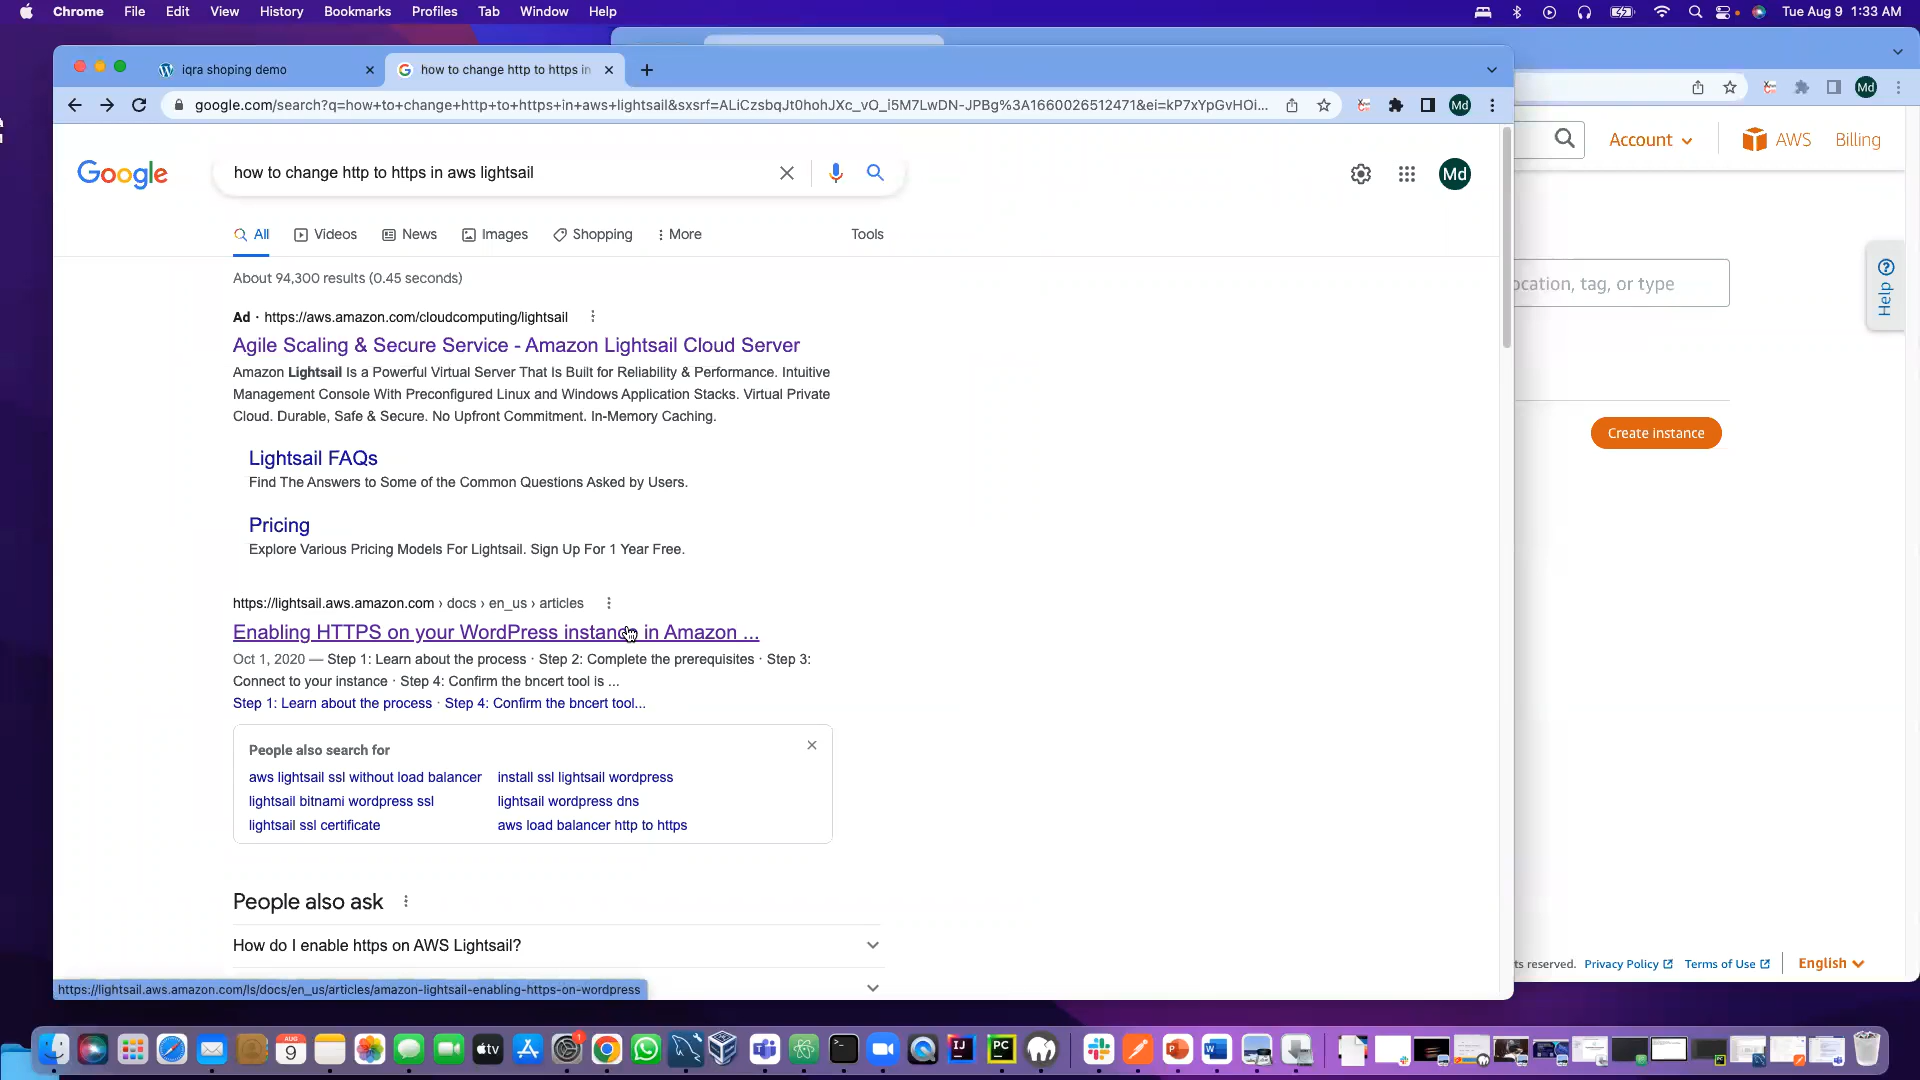 Chrome File Edit View History Bookmarks Profiles Tab Window Help
Tue Aug 9 1:33 AM
iqra shoping demo
how to change http to https in
google.com/search?q=how+to+change+http+to+https+in+aws+lightsail&sxsrf=ALiCzsbqJt0hohJXc_vO_i5M7LwDN-JPBg%3A1660026512471&ei=kP7xYpGvHOi...
Md
Md
Google
how to change http to https in aws lightsail
Md
Account
AWS
Billing
All
Videos
News
Images
Shopping
More
Tools
About 94,300 results (0.45 seconds)
ocation, tag, or type
Help
Ad · https://aws.amazon.com/cloudcomputing/lightsail
Agile Scaling & Secure Service - Amazon Lightsail Cloud Server
Amazon Lightsail Is a Powerful Virtual Server That Is Built for Reliability & Performance. Intuitive
Management Console With Preconfigured Linux and Windows Application Stacks. Virtual Private
Cloud. Durable, Safe & Secure. No Upfront Commitment. In-Memory Caching.
Create instance
Lightsail FAQs
Find The Answers to Some of the Common Questions Asked by Users.
Pricing
Explore Various Pricing Models For Lightsail. Sign Up For 1 Year Free.
https://lightsail.aws.amazon.com › docs › en_us › articles
Enabling HTTPS on your WordPress instance in Amazon ...
Oct 1, 2020 — Step 1: Learn about the process · Step 2: Complete the prerequisites · Step 3:
Connect to your instance · Step 4: Confirm the bncert tool is ...
Step 1: Learn about the process · Step 4: Confirm the bncert tool...
People also search for
aws lightsail ssl without load balancer
install ssl lightsail wordpress
lightsail bitnami wordpress ssl
lightsail wordpress dns
lightsail ssl certificate
aws load balancer http to https
People also ask
How do I enable https on AWS Lightsail?
ts reserved. Privacy Policy Terms of Use English
https://lightsail.aws.amazon.com/ls/docs/en_us/articles/amazon-lightsail-enabling-https-on-wordpress
AUG
9
tv
1
IJ
PC